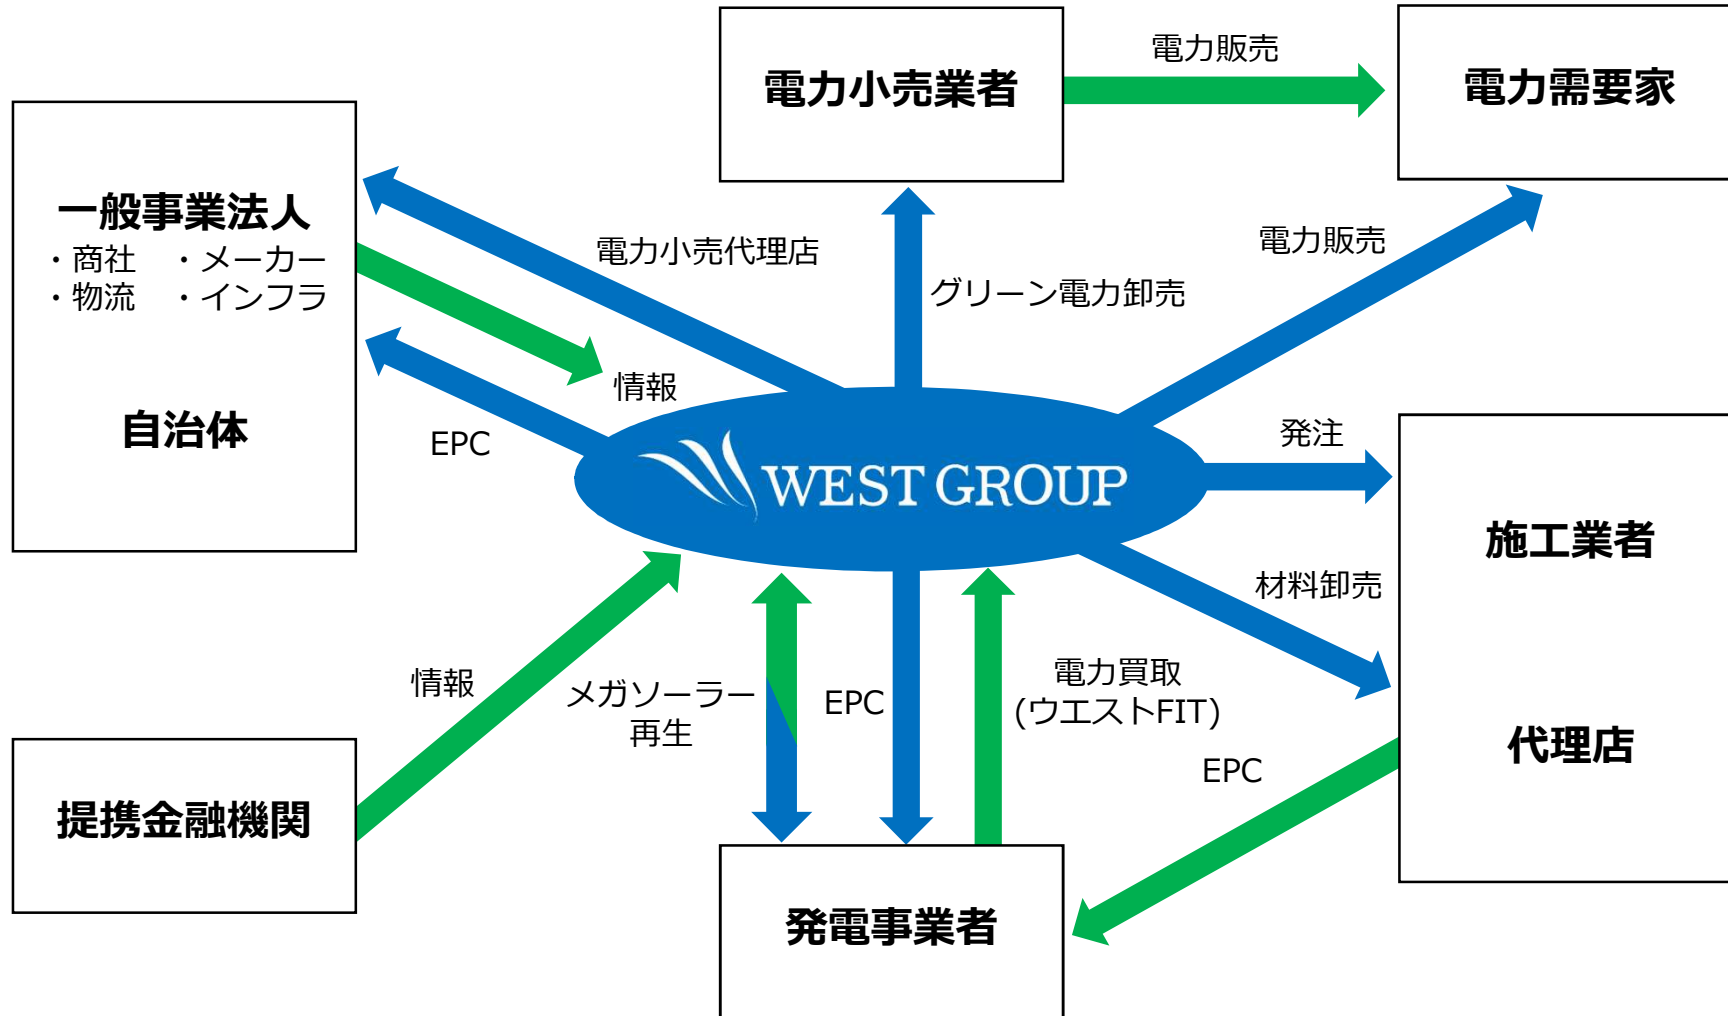 電力小売業者
電力販売
電力需要家
一般事業法人
・商社 ・メーカー
・物流 ・インフラ
自治体
電力小売代理店
グリーン電力卸売
電力販売
情報
EPC
WEST GROUP
発注
施工業者
代理店
材料卸売
情報
メガソーラー
再生
EPC
電力買取
(ウエストFIT)
EPC
提携金融機関
発電事業者